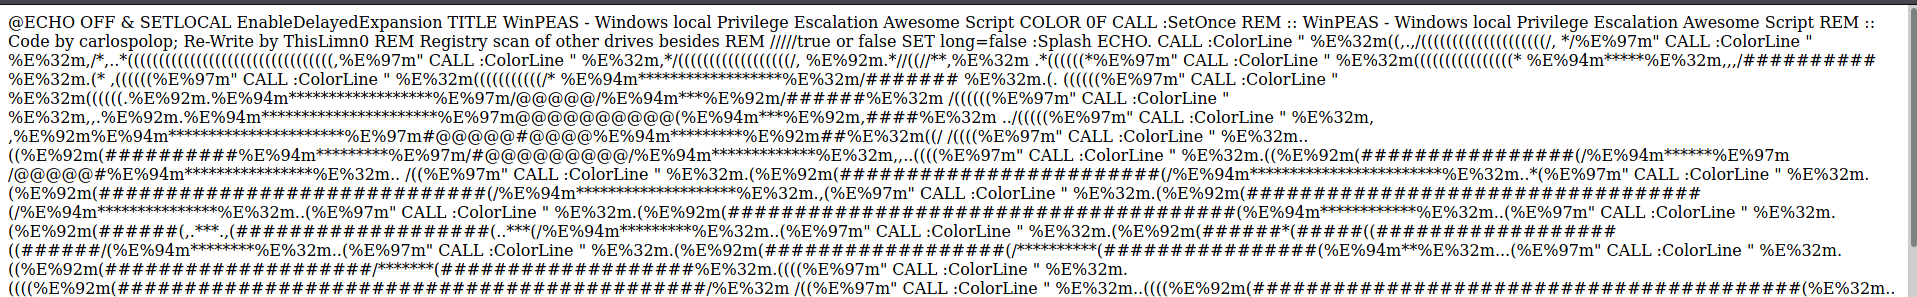 @ECHO OFF & SETLOCAL EnableDelayedExpansion TITLE WinPEAS - Windows local Privilege Escalation Awesome Script COLOR 0F CALL :SetOnce REM :: WinPEAS - Windows local Privilege Escalation Awesome Script REM ::
Code by carlospolop; Re-Write by ThisLimn0 REM Registry scan of other drives besides REM /////true or false SET long=false :Splash ECHO. CALL :ColorLine " %E%32m((,.,/((((((((((((((((((((/, */%E%97m" CALL :ColorLine "
%E%32m,/*,..*((((((((((((((((((((((((((((((((((,%E%97m" CALL :ColorLine " %E%32m,*/((((((((((((((((((/, %E%92m.*//((//**,%E%32m .*((((((*%E%97m" CALL :ColorLine " %E%32m((((((((((((((((* %E%94m*****%E%32m,,,/##########
%E%32m.(* ,((((((%E%97m" CALL :ColorLine " %E%32m(((((((((((/* %E%94m******************%E%32m/####### %E%32m.(. ((((((%E%97m" CALL :ColorLine "
%E%32m((((((.%E%92m.%E%94m******************%E%97m/@@@@@/%E%94m***%E%92m/######%E%32m /((((((%E%97m" CALL :ColorLine "
%E%32m,,.%E%92m.%E%94m**********************%E%97m@@@@@@@@@@(%E%94m***%E%92m,####%E%32m ../(((((%E%97m" CALL :ColorLine " %E%32m,
,%E%92m%E%94m**********************%E%97m#@@@@@#@@@@%E%94m*********%E%92m##%E%32m((/ /((((%E%97m" CALL :ColorLine " %E%32m..
((%E%92m(##########%E%94m*********%E%97m/#@@@@@@@@@/%E%94m*************%E%32m,,..((((%E%97m" CALL :ColorLine " %E%32m.((%E%92m(################(/%E%94m******%E%97m
/@@@@@#%E%94m****************%E%32m.. /((%E%97m" CALL :ColorLine " %E%32m.(%E%92m(########################(/%E%94m************************%E%32m..*(%E%97m" CALL :ColorLine " %E%32m.
(%E%92m(#############################(/%E%94m********************%E%32m.,(%E%97m" CALL :ColorLine " %E%32m.(%E%92m(##################################
(/%E%94m***************%E%32m..(%E%97m" CALL :ColorLine " %E%32m.(%E%92m(######################################(%E%94m************%E%32m..(%E%97m" CALL :ColorLine " %E%32m.
(%E%92m(######(,.***.,(###################(..***(/%E%94m*********%E%32m..(%E%97m" CALL :ColorLine " %E%32m.(%E%92m(######*(#####((##################
((######/(%E%94m********%E%32m..(%E%97m" CALL :ColorLine " %E%32m.(%E%92m(##################(/**********(################(%E%94m**%E%32m...(%E%97m" CALL :ColorLine " %E%32m.
((%E%92m(####################/*******(###################%E%32m.((((%E%97m" CALL :ColorLine " %E%32m.
((((%E%92m(############################################/%E%32m /((%E%97m" CALL :ColorLine " %E%32m..((((%E%92m(#########################################(%E%32m..